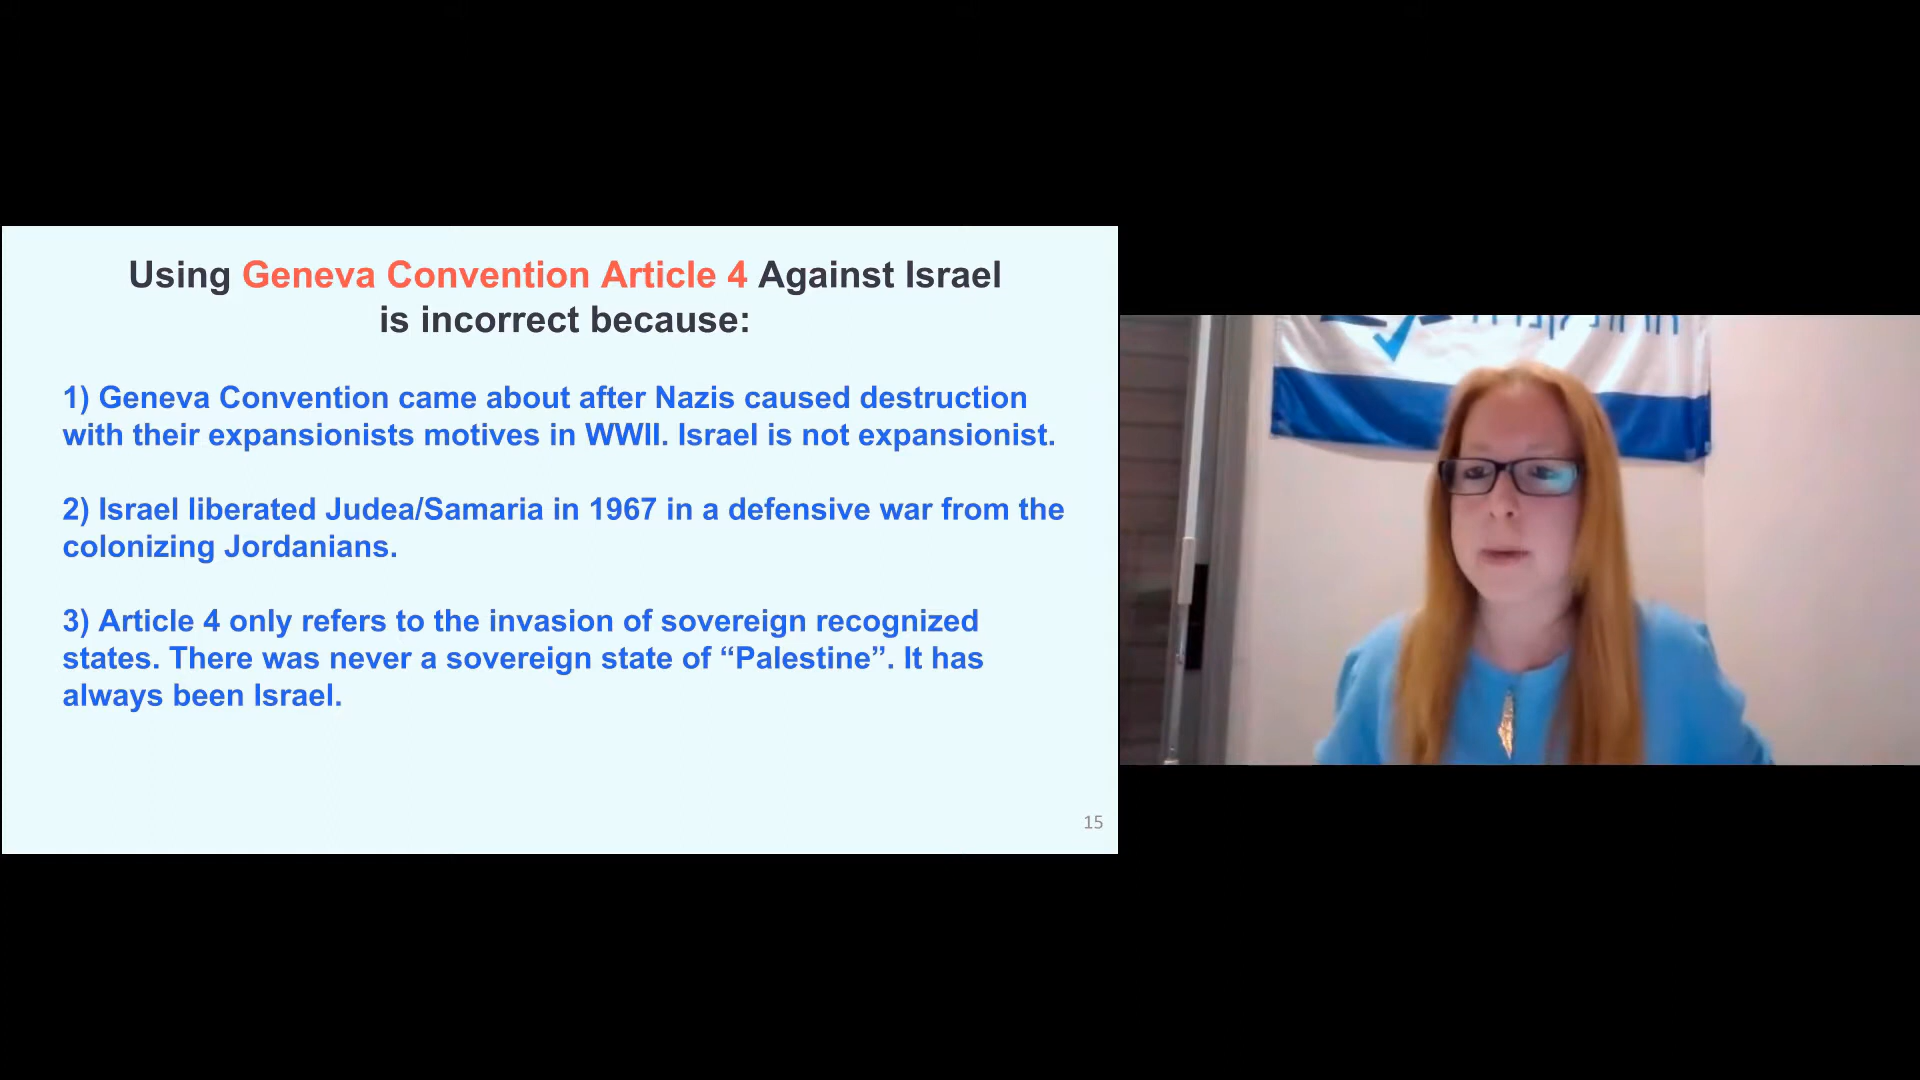 Using Geneva Convention Article 4 Against Israel
is incorrect because:
1) Geneva Convention came about after Nazis caused destruction
with their expansionists motives in WWII. Israel is not expansionist.
2) Israel liberated Judea/Samaria in 1967 in a defensive war from the
colonizing Jordanians.
3) Article 4 only refers to the invasion of sovereign recognized
states. There was never a sovereign state of “Palestine”. It has
always been Israel.
15